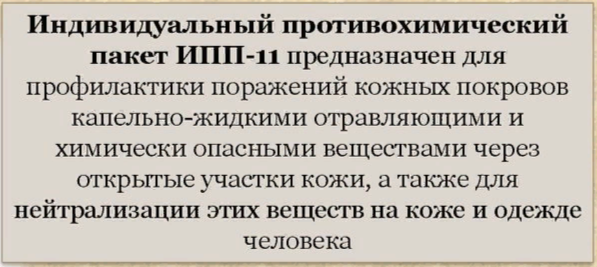 Индивидуальный противохимический
пакет ИПП-11 предназначен для
профилактики поражений кожных покровов
капельно-жидкими отравляющими и
химически опасными веществами через
открытые участки кожи, а также для
нейтрализации этих веществ на коже и одежде
человека